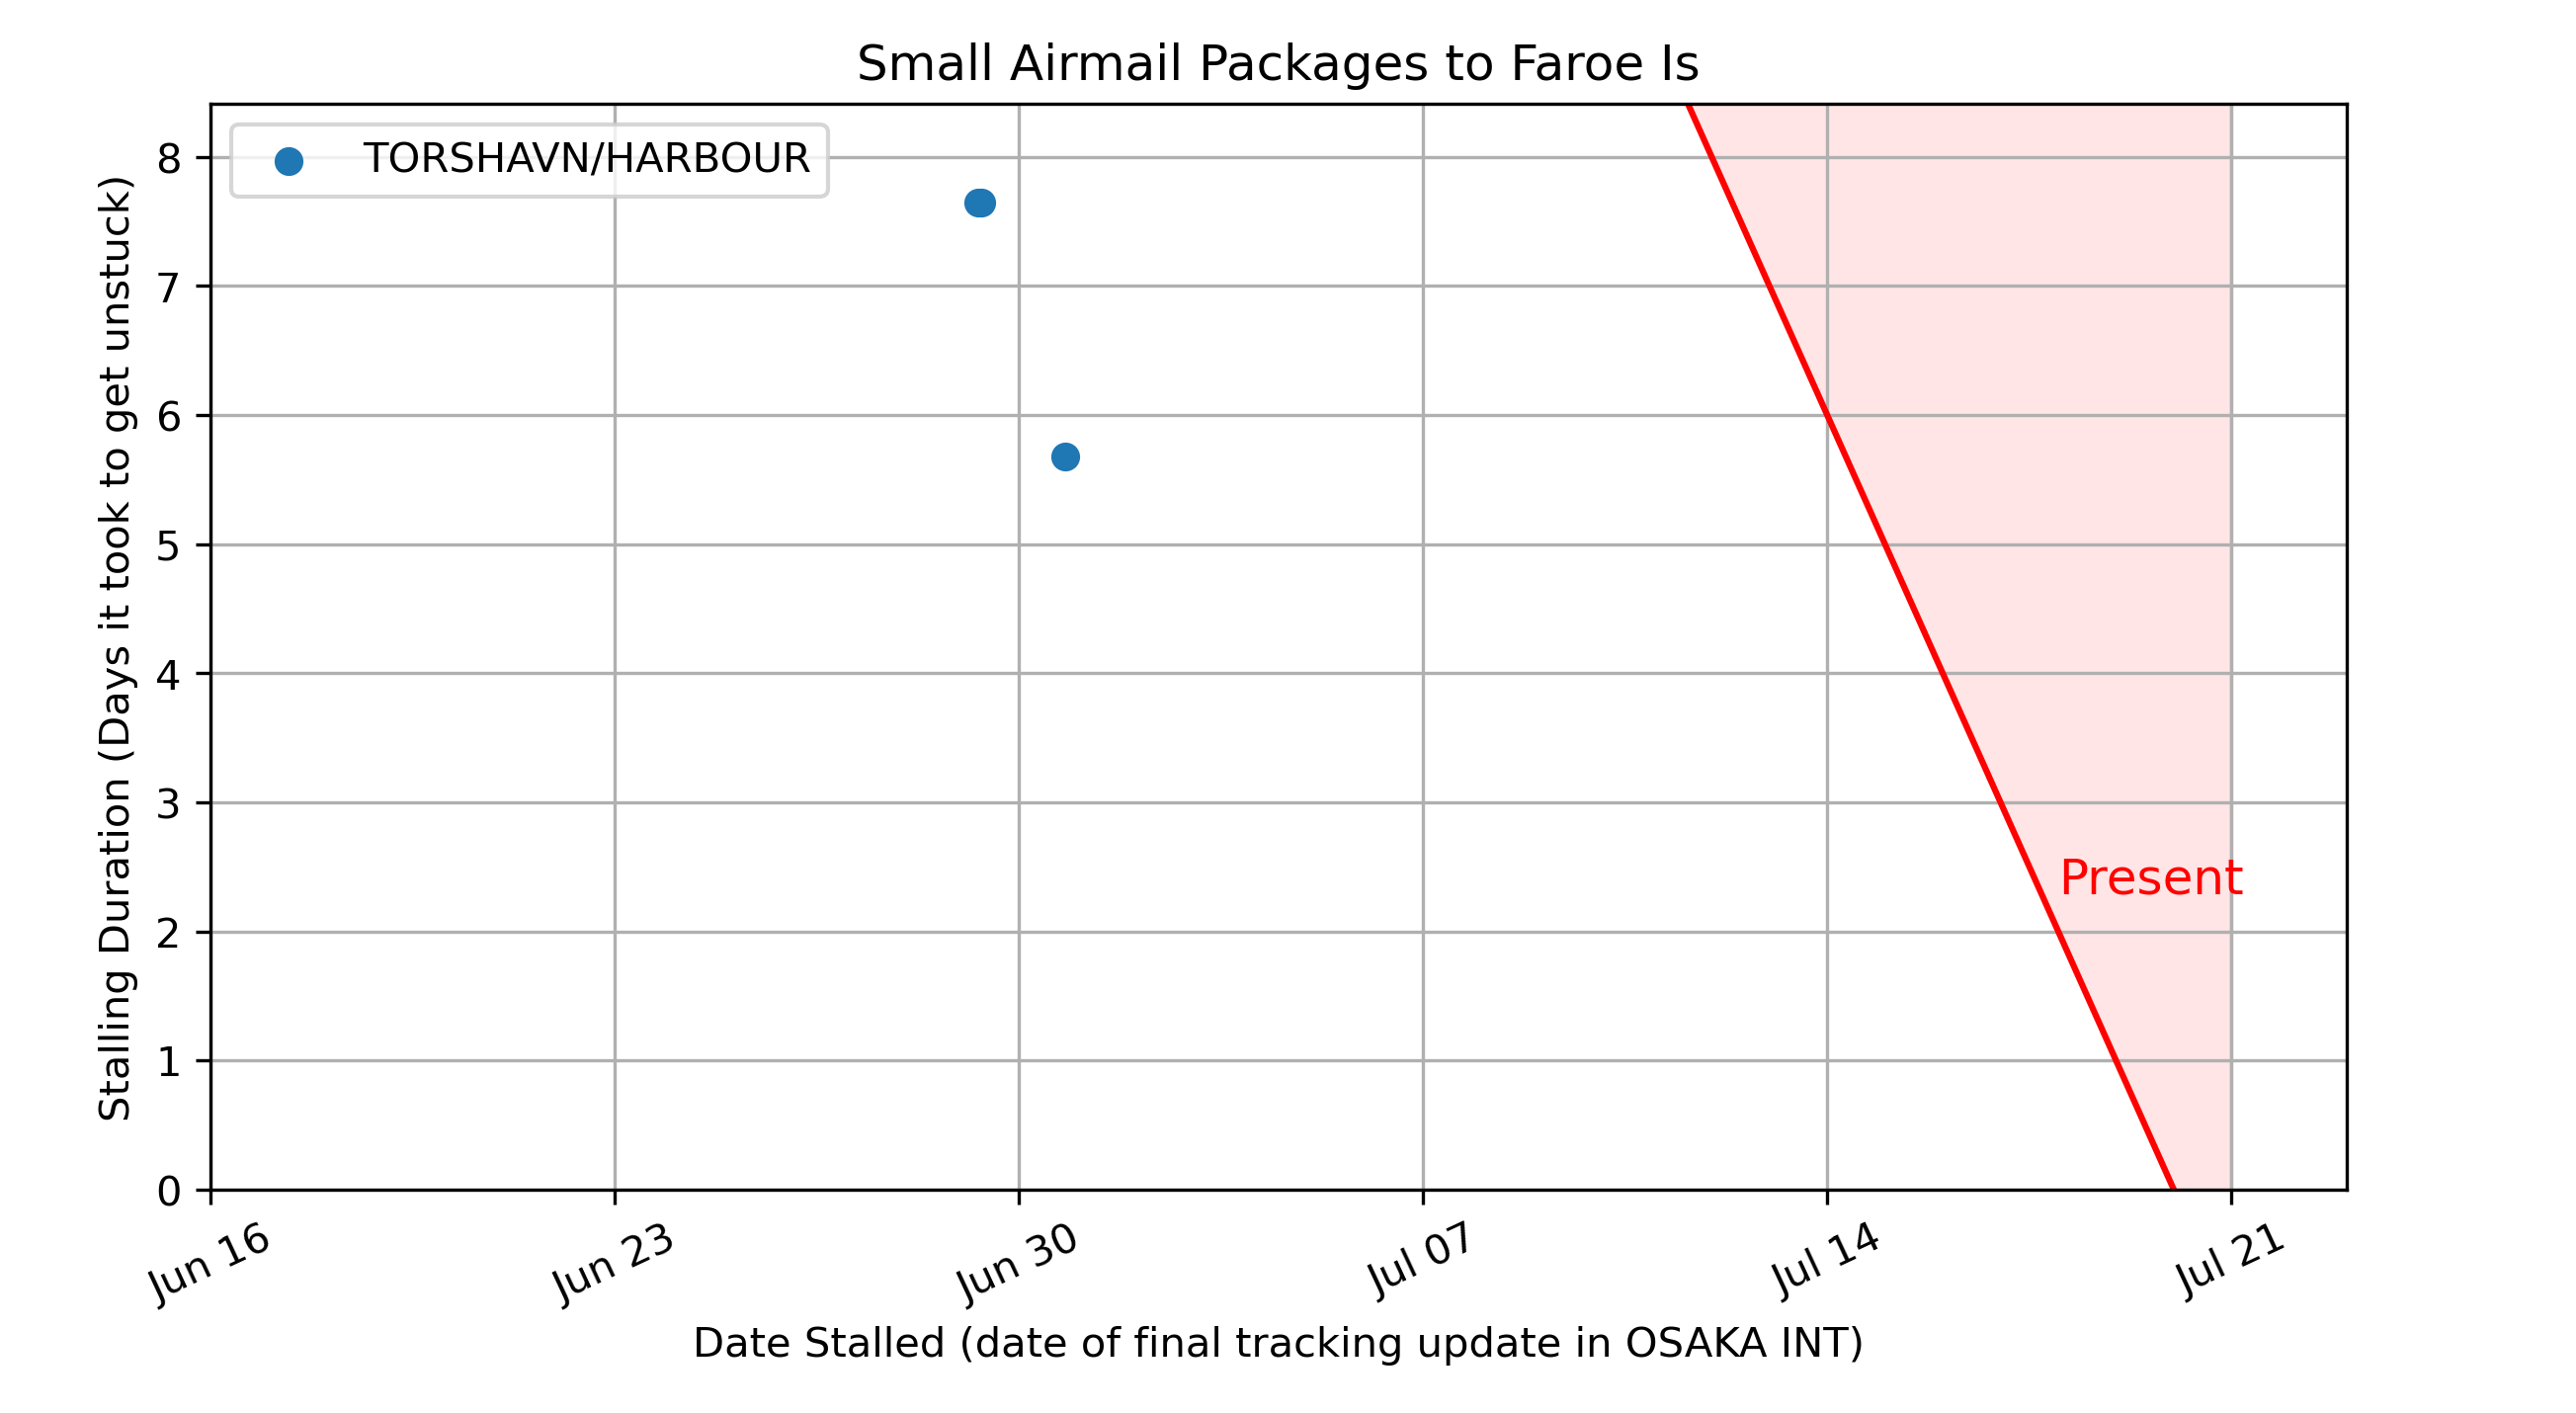 Small Airmail Packages to Faroe Is
TORSHAVN/HARBOUR
Stalling Duration (Days it took to get unstuck)
8
7
6
5
4
3
2
1
0
Present
Jun 16
Jun 23
Jun 30
Jul 07
Jul 14
Jul 21
Date Stalled (date of final tracking update in OSAKA INT)